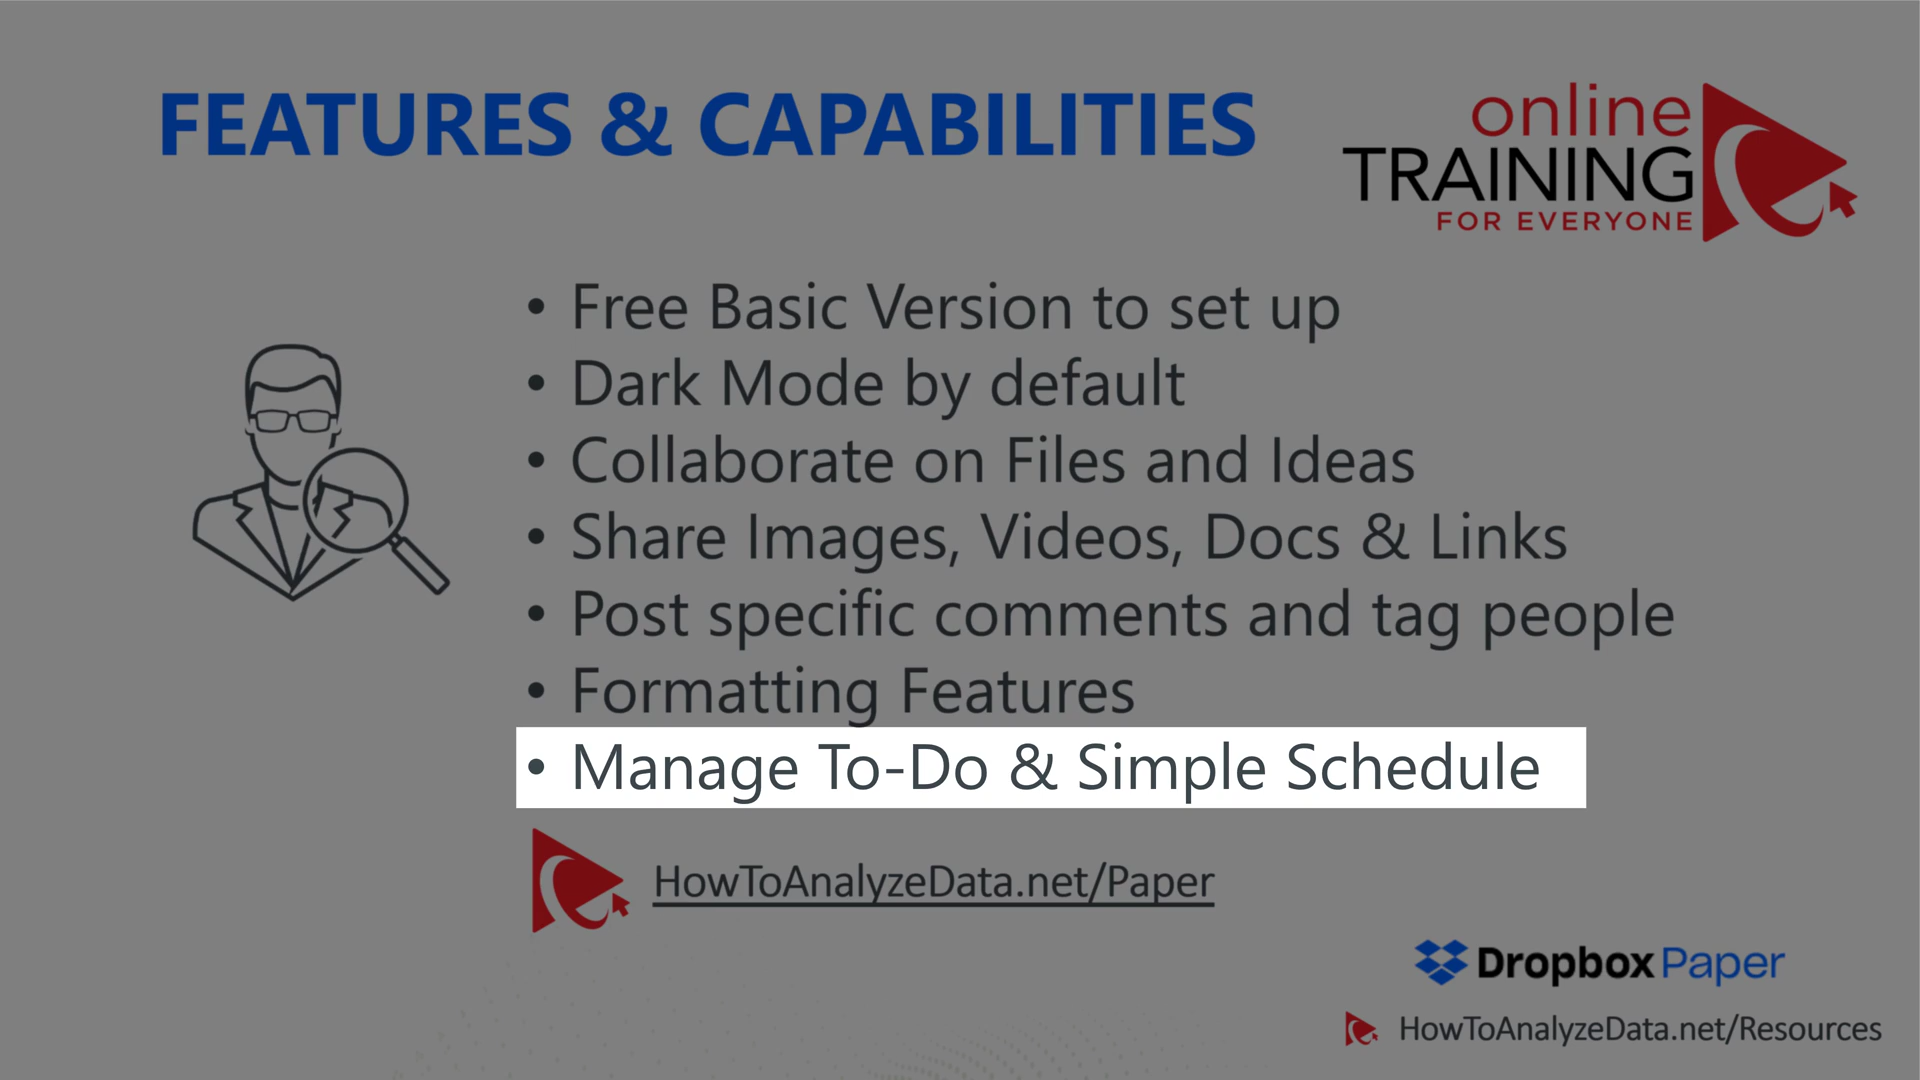 FEATURES & CAPABILITIES
online
TRAINING
FOR EVERYONE
• Free Basic Version to set up
• Dark Mode by default
• Collaborate on Files and Ideas
• Share Images, Videos, Docs & Links
• Post specific comments and tag people
• Formatting Features
• Manage To-Do & Simple Schedule
HowToAnalyzeData.net/Paper
Dropbox Paper
HowToAnalyzeData.net/Resources